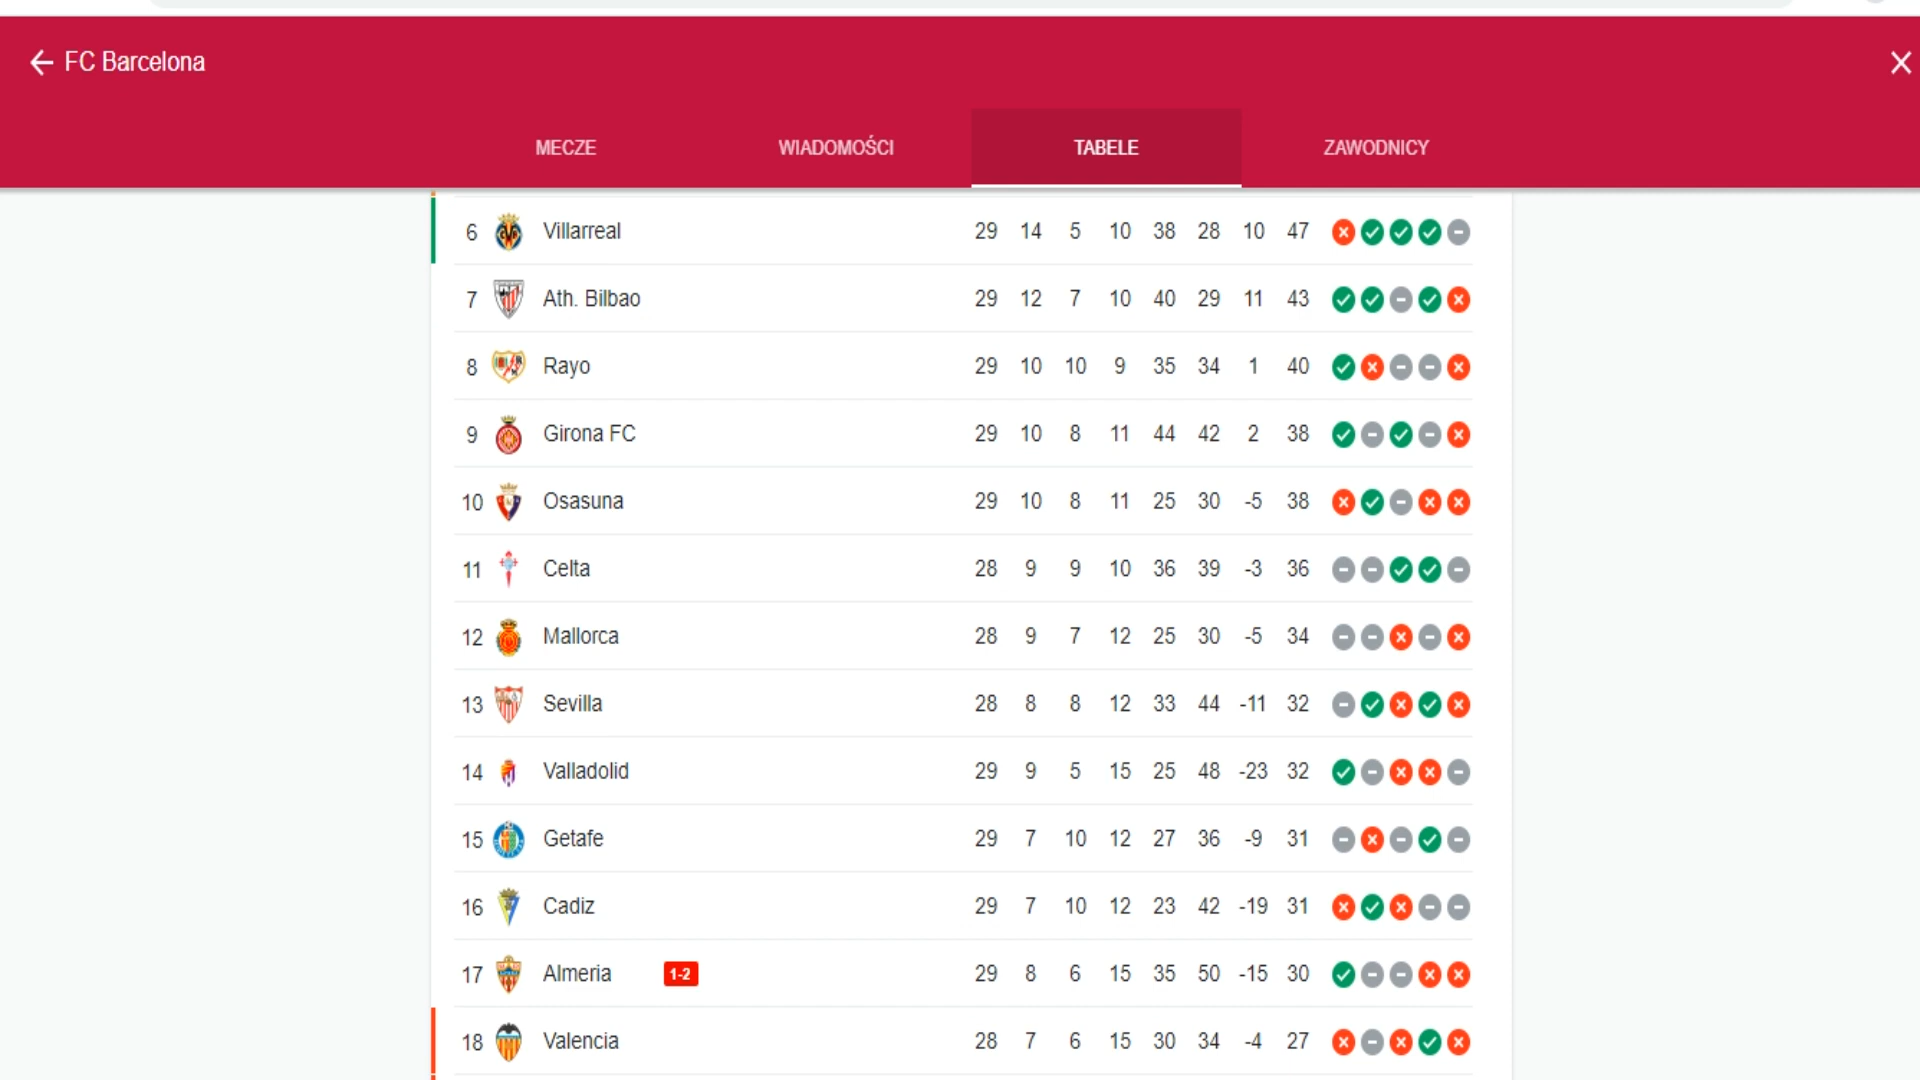 FC Barcelona
MECZE WIADOMOŚCI TABELE ZAWODNICY
6 Villarreal 29 14 5 10 38 28 10 47
7 Ath. Bilbao 29 12 7 10 40 29 11 43
8 Rayo 29 10 10 9 35 34 1 40
9 Girona FC 29 10 8 11 44 42 2 38
10 Osasuna 29 10 8 11 25 30 -5 38
11 Celta 28 9 9 10 36 39 -3 36
12 Mallorca 28 9 7 12 25 30 -5 34
13 Sevilla 28 8 8 12 33 44 -11 32
14 Valladolid 29 9 5 15 25 48 -23 32
15 Getafe 29 7 10 12 27 36 -9 31
16 Cadiz 29 7 10 12 23 42 -19 31
17 Almeria 1-2 29 8 6 15 35 50 -15 30
18 Valencia 28 7 6 15 30 34 -4 27